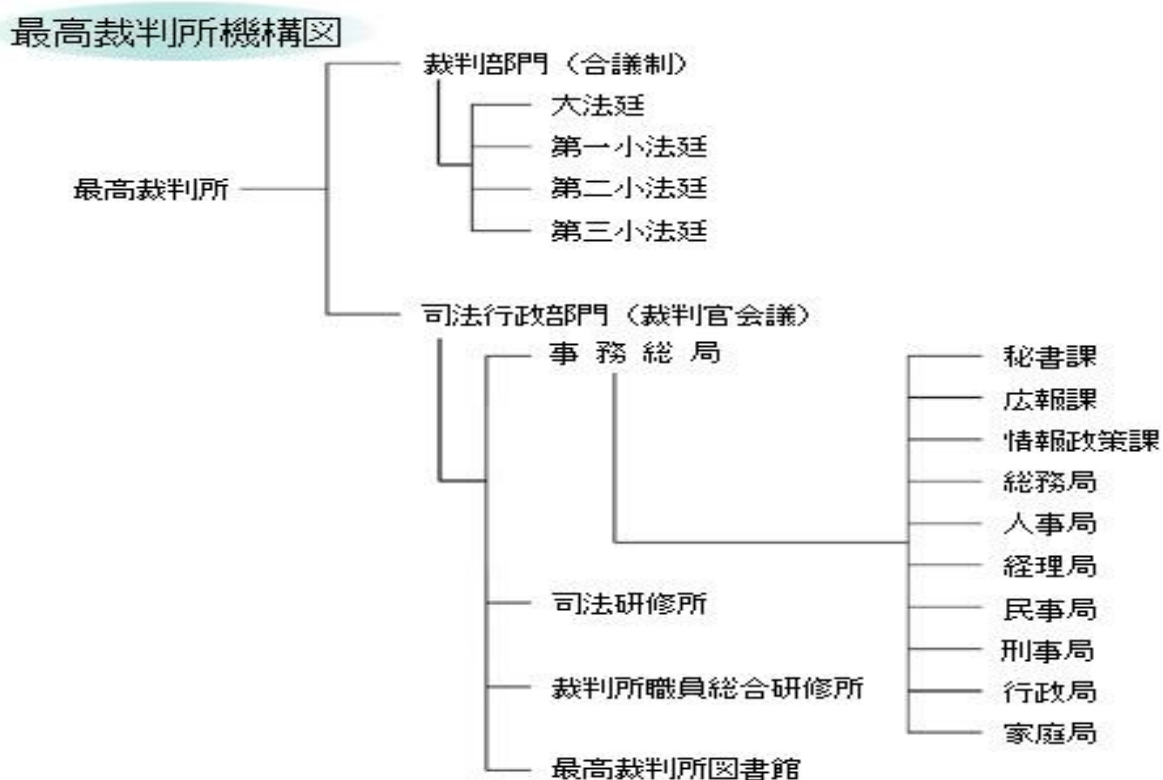 最高裁判所機構図
裁判部門（合議制）
大法廷
第一小法廷
第二小法廷
第三小法廷
最高裁判所
司法行政部門（裁判官会議）
事務総局
秘書課
広報課
情報政策課
総務局
人事局
経理局
民事局
刑事局
行政局
家庭局
司法研修所
裁判所職員総合研修所
最高裁判所図書館